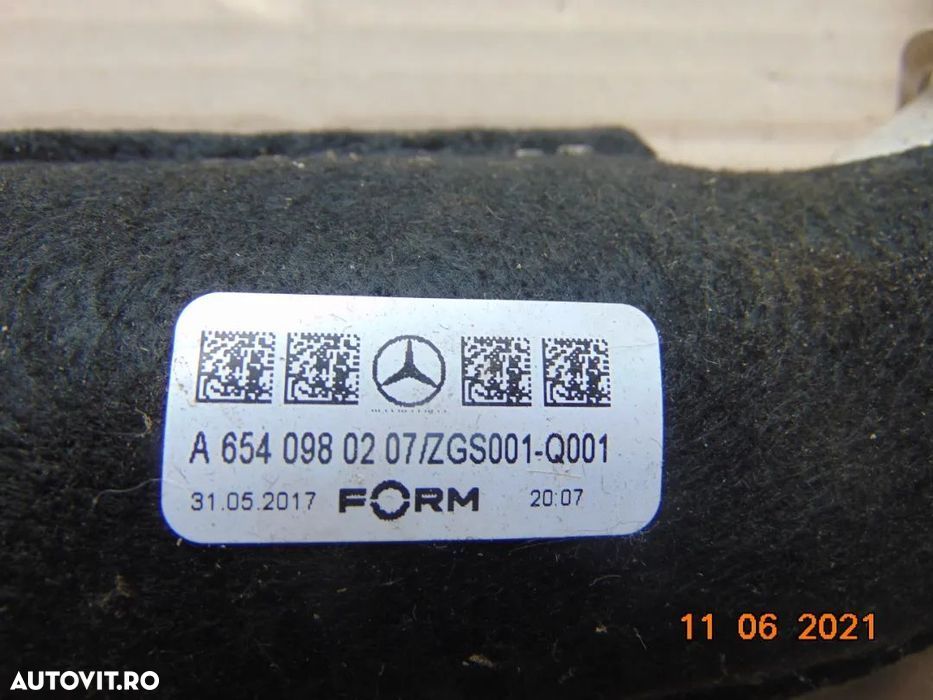 A 654 098 02 07/ZGS001-Q001
31.05.2017 FORM 20:07
11 06 2021
AUTOVIT.RO